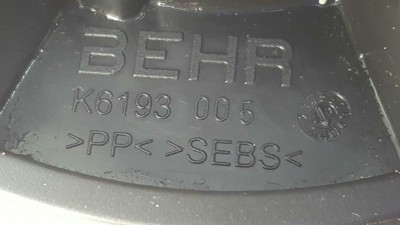 BEHR
K6193 005
>PP< >SEBS<